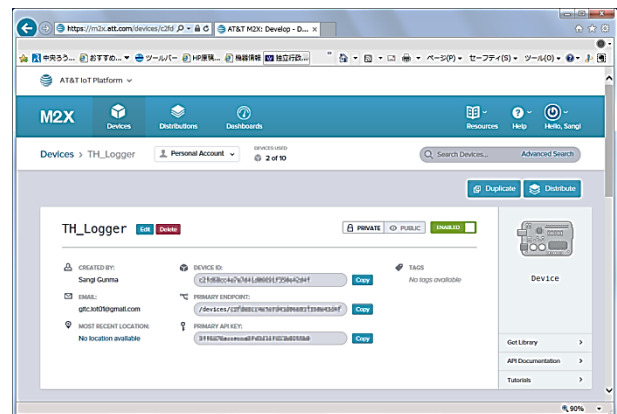 https://m2x.att.com/devices/c2fd
AT&T M2X: Develop - D...
中央ろう... おすすめ... ツールバー 機器情報 独立行政... ページ(P) セーフティ(S) ツール(O)
AT&T IoT Platform
M2X Devices Distributions Dashboards Resources Help Hello, Sangi
Devices > TH_Logger Personal Account DEVICES USED 2 of 10 Search Devices... Advanced Search
Duplicate Distribute
TH_Logger Edit Delete PRIVATE PUBLIC ENABLED
CREATED BY: DEVICE ID: TAGS
Sangi Gunma Copy No tags available Device
EMAIL: PRIMARY ENDPOINT:
gitc.iot01@gmail.com Copy
MOST RECENT LOCATION: PRIMARY API KEY:
No location available Copy
Get Library >
API Documentation >
Tutorials >
90%